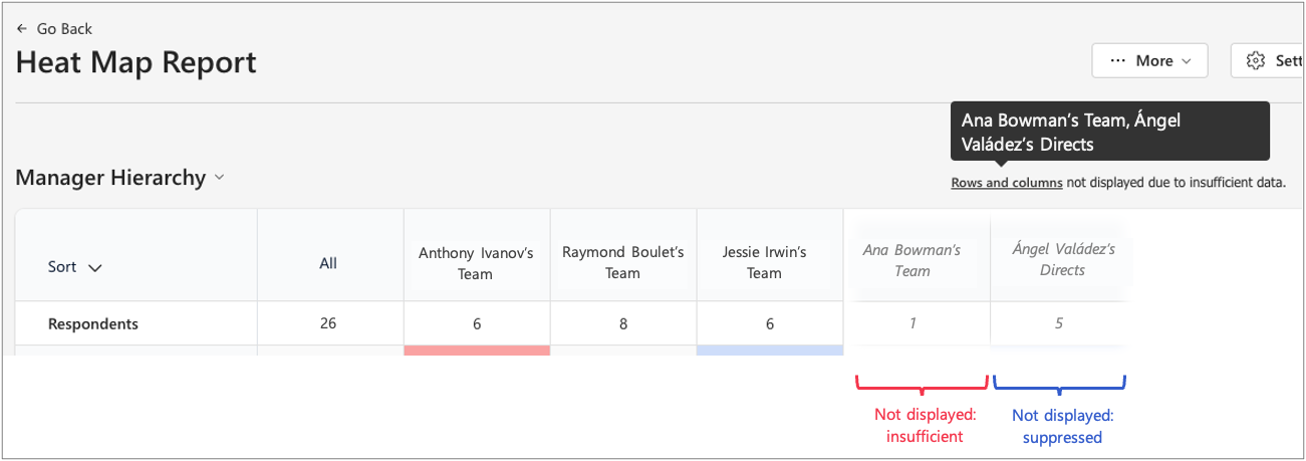 ← Go Back
Heat Map Report
··· More
Sett
Ana Bowman's Team, Ángel
Valádez's Directs
Manager Hierarchy
Rows and columns not displayed due to insufficient data.
Sort
All
Anthony Ivanov's
Team
Raymond Boulet's
Team
Jessie Irwin's
Team
Ana Bowman's
Team
Ángel Valádez's
Directs
Respondents 26 6 8 6 1 5
Not displayed:
insufficient
Not displayed:
suppressed